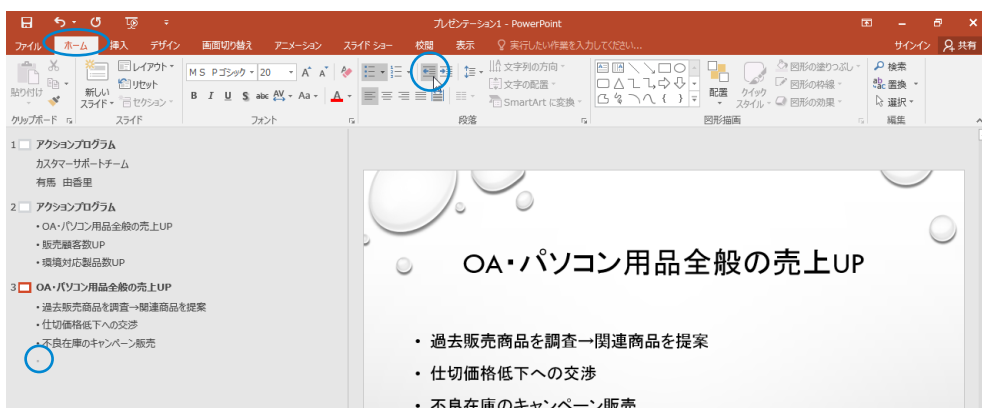 プレゼンテーション1 - PowerPoint
ファイル ホーム 挿入 デザイン 画面切り替え アニメーション スライド ショー 校閲 表示 実行したい作業を入力してください... サインイン 共有
貼り付け
新しい
スライド
レイアウト
リセット
セクション
クリップボード スライド
ＭＳ Ｐゴシック 20
B I U S abc AV Aa A
フォント
文字列の方向
文字の配置
SmartArt に変換
段落
配置
クイック
スタイル
図形の塗りつぶし
図形の枠線
図形の効果
図形描画
検索
置換
選択
編集
1 アクションプログラム
カスタマーサポートチーム
有馬 由香里
2 アクションプログラム
・OA・パソコン用品全般の売上UP
・販売顧客数UP
・環境対応製品数UP
3 OA・パソコン用品全般の売上UP
・過去販売商品を調査→関連商品を提案
・仕切価格低下への交渉
・不良在庫のキャンペーン販売
OA・パソコン用品全般の売上UP
• 過去販売商品を調査→関連商品を提案
• 仕切価格低下への交渉
• 不良在庫のキャンペーン販売